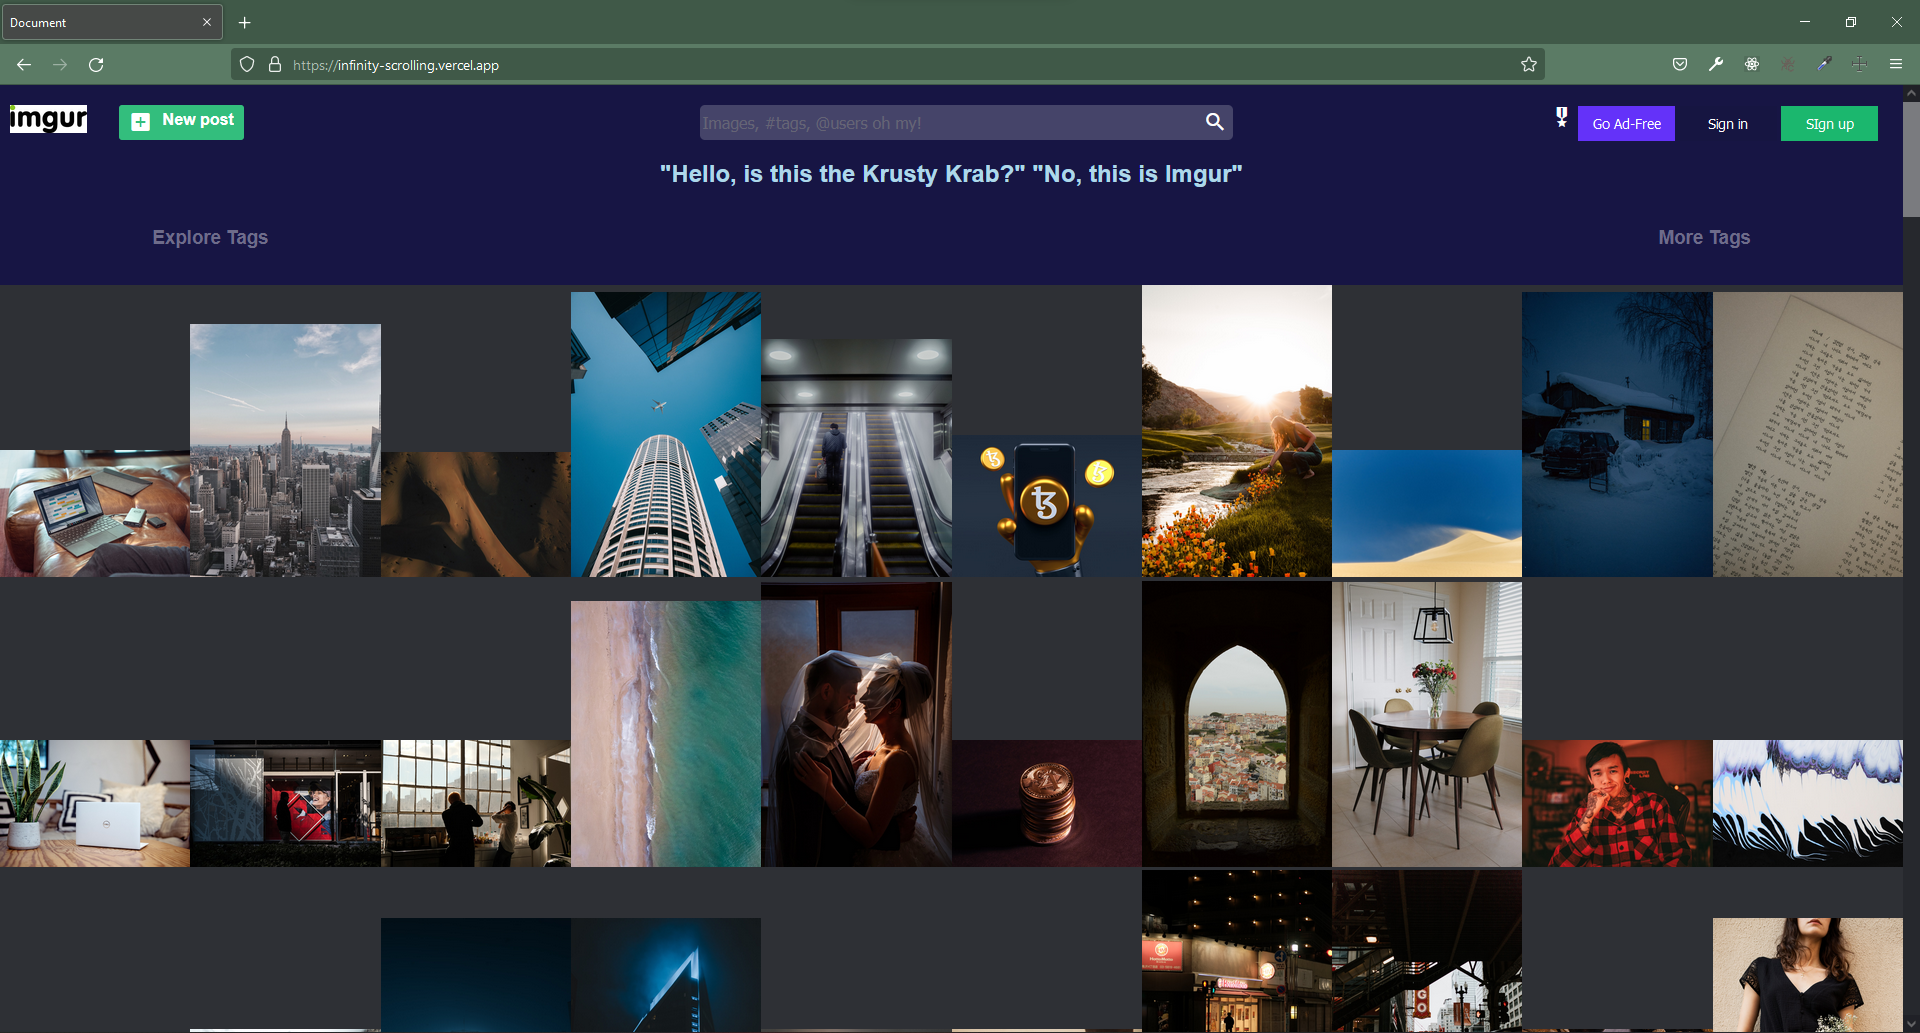 Document
https://infinity-scrolling.vercel.app
imgur
New post
Images, #tags, @users oh my!
Go Ad-Free
Sign in
SIgn up
"Hello, is this the Krusty Krab?" "No, this is Imgur"
Explore Tags
More Tags